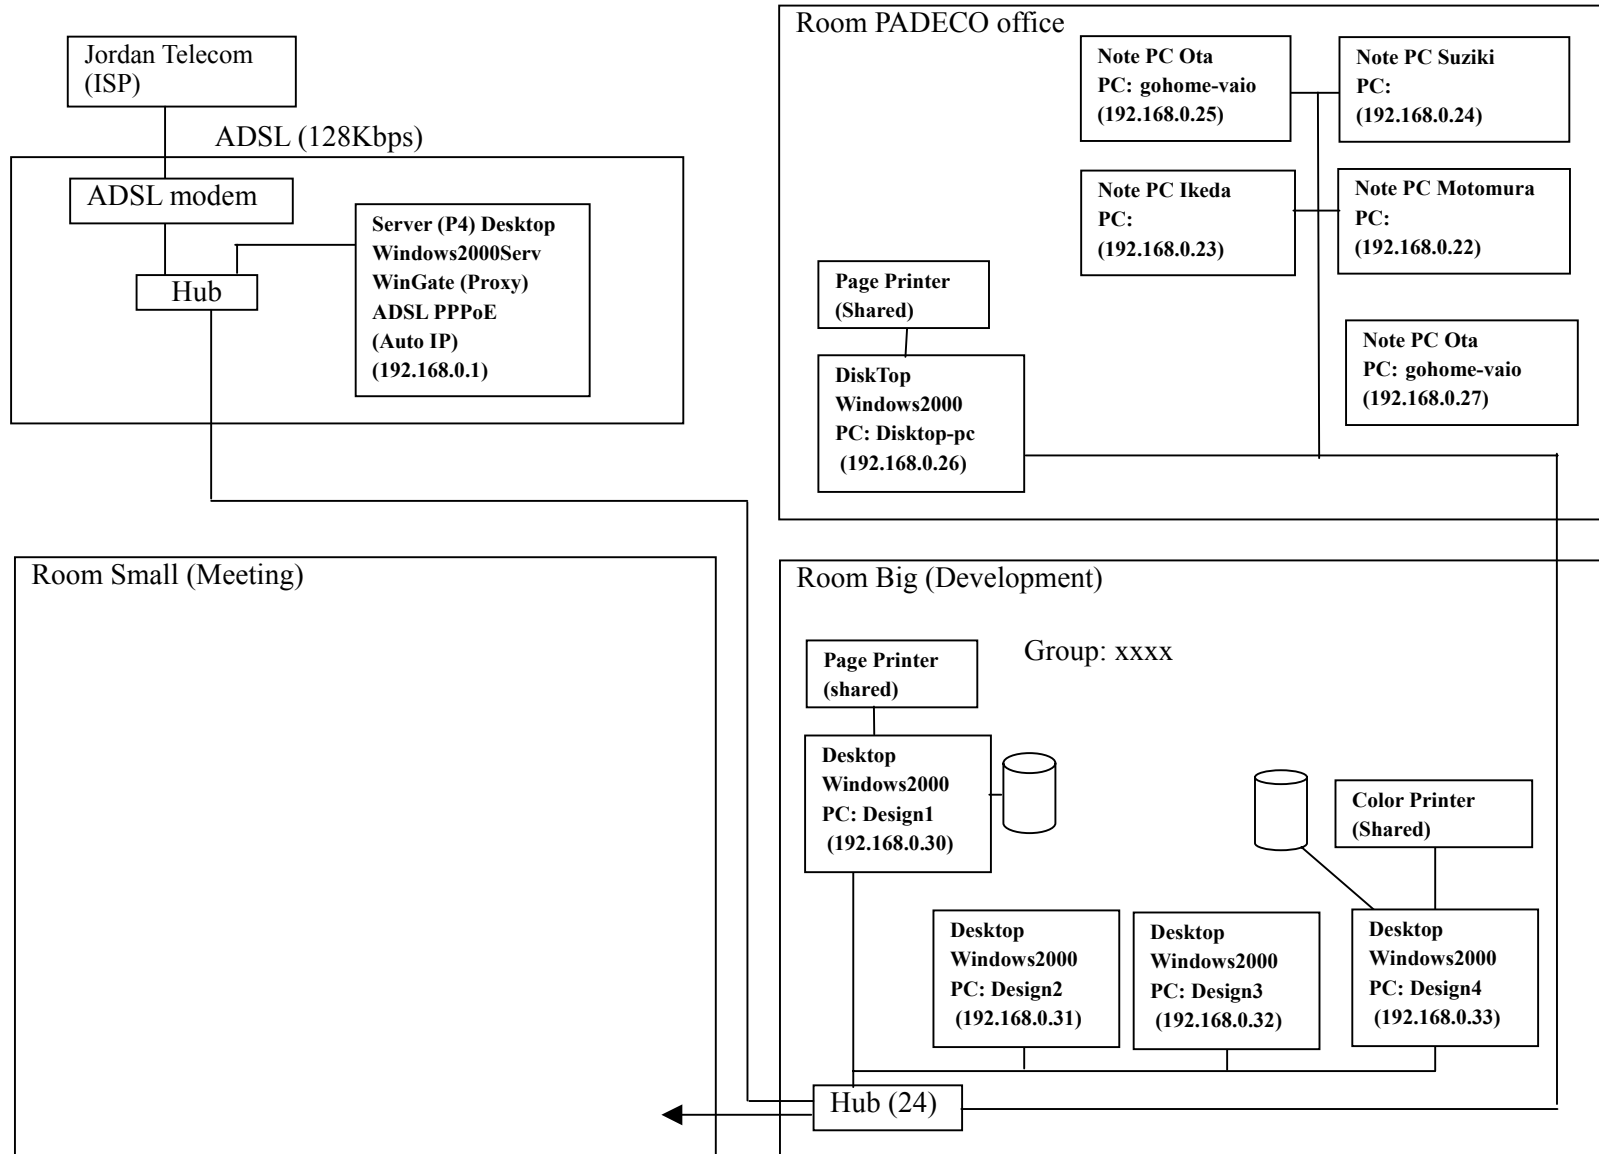 Jordan Telecom
(ISP)
ADSL (128Kbps)
ADSL modem
Hub
Server (P4) Desktop
Windows2000Serv
WinGate (Proxy)
ADSL PPPoE
(Auto IP)
(192.168.0.1)
Room PADECO office
Note PC Ota
PC: gohome-vaio
(192.168.0.25)
Note PC Suziki
PC:
(192.168.0.24)
Note PC Ikeda
PC:
(192.168.0.23)
Note PC Motomura
PC:
(192.168.0.22)
Page Printer
(Shared)
DiskTop
Windows2000
PC: Disktop-pc
(192.168.0.26)
Note PC Ota
PC: gohome-vaio
(192.168.0.27)
Room Small (Meeting)
Room Big (Development)
Group: xxxx
Page Printer
(shared)
Desktop
Windows2000
PC: Design1
(192.168.0.30)
Color Printer
(Shared)
Desktop
Windows2000
PC: Design2
(192.168.0.31)
Desktop
Windows2000
PC: Design3
(192.168.0.32)
Desktop
Windows2000
PC: Design4
(192.168.0.33)
Hub (24)